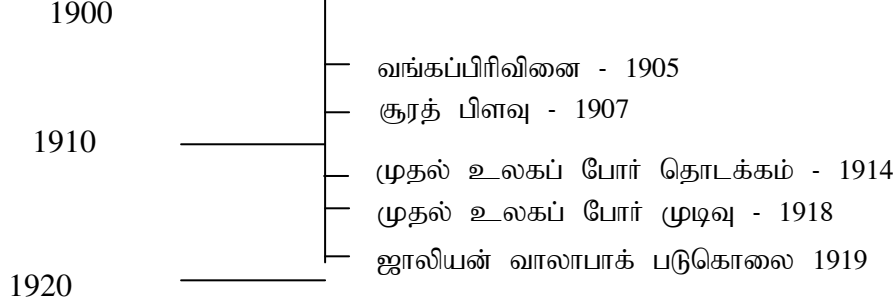 1900
வங்கப்பிரிவினை - 1905
சூரத் பிளவு - 1907
1910
முதல் உலகப் போர் தொடக்கம் - 1914
முதல் உலகப் போர் முடிவு - 1918
ஜாலியன் வாலாபாக் படுகொலை 1919
1920